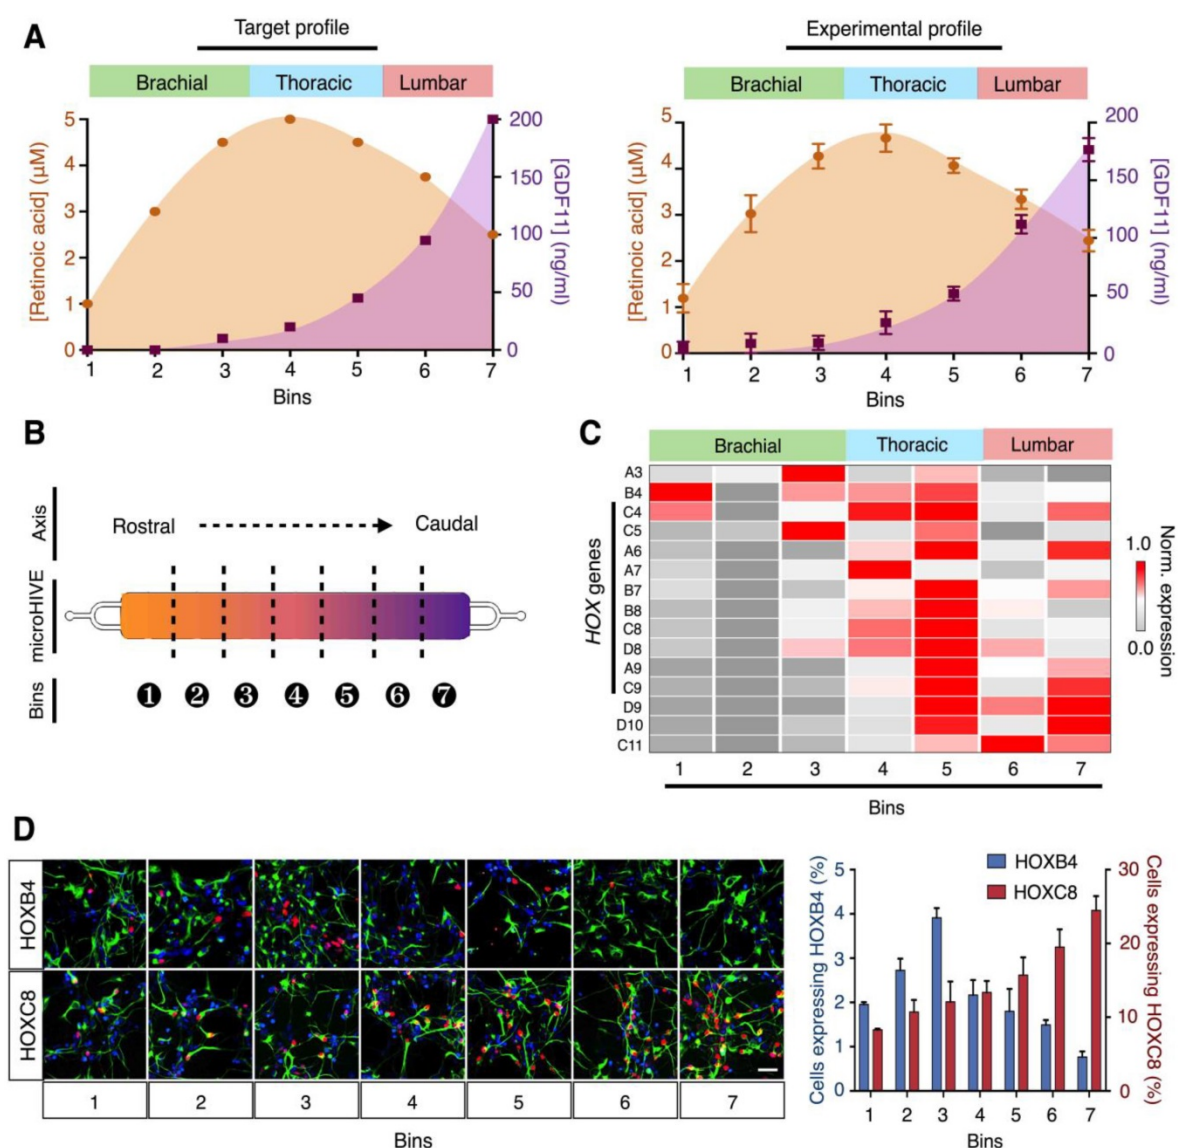 A
Target profile
Brachial Thoracic Lumbar
[Retinoic acid] (µM)
5
4
3
2
1
0
200
150
100
50
0
[GDF11] (ng/ml)
1 2 3 4 5 6 7
Bins
Experimental profile
Brachial Thoracic Lumbar
[Retinoic acid] (µM)
5
4
3
2
1
0
200
150
100
50
0
[GDF11] (ng/ml)
1 2 3 4 5 6 7
Bins
B
Axis
Rostral Caudal
microHIVE
Bins
1 2 3 4 5 6 7
C
Brachial Thoracic Lumbar
HOX genes
A3
B4
C4
C5
A6
A7
B7
B8
C8
D8
A9
C9
D9
D10
C11
1 2 3 4 5 6 7
Bins
1.0
0.0
Norm. expression
D
HOXB4
HOXC8
1 2 3 4 5 6 7
Bins
HOXB4
HOXC8
Cells expressing HOXB4 (%)
5
4
3
2
1
0
30
20
10
0
Cells expressing HOXC8 (%)
1 2 3 4 5 6 7
Bins